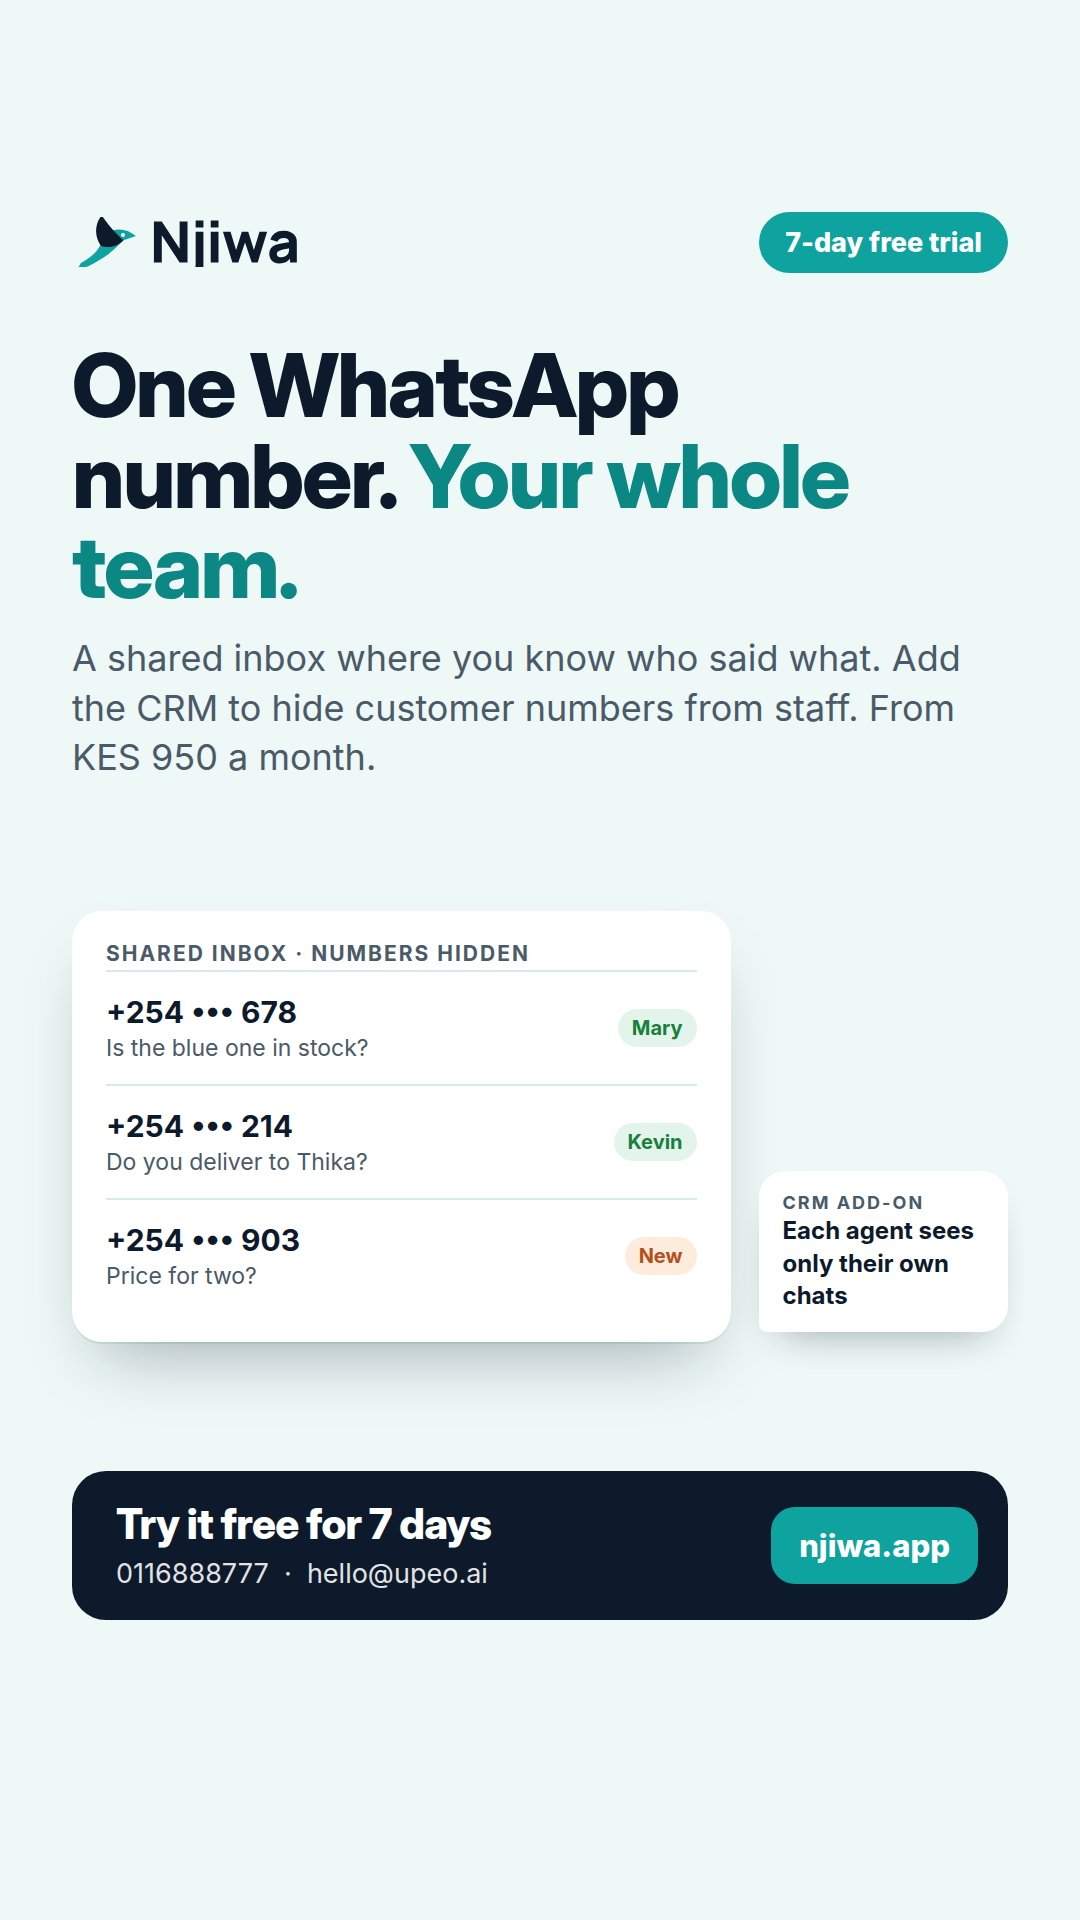 Njiwa
7-day free trial
One WhatsApp
number. Your whole
team.
A shared inbox where you know who said what. Add
the CRM to hide customer numbers from staff. From
KES 950 a month.
SHARED INBOX · NUMBERS HIDDEN
+254 ••• 678
Is the blue one in stock?
Mary
+254 ••• 214
Do you deliver to Thika?
Kevin
+254 ••• 903
Price for two?
New
CRM ADD-ON
Each agent sees
only their own
chats
Try it free for 7 days
0116888777 · hello@upeo.ai
njiwa.app